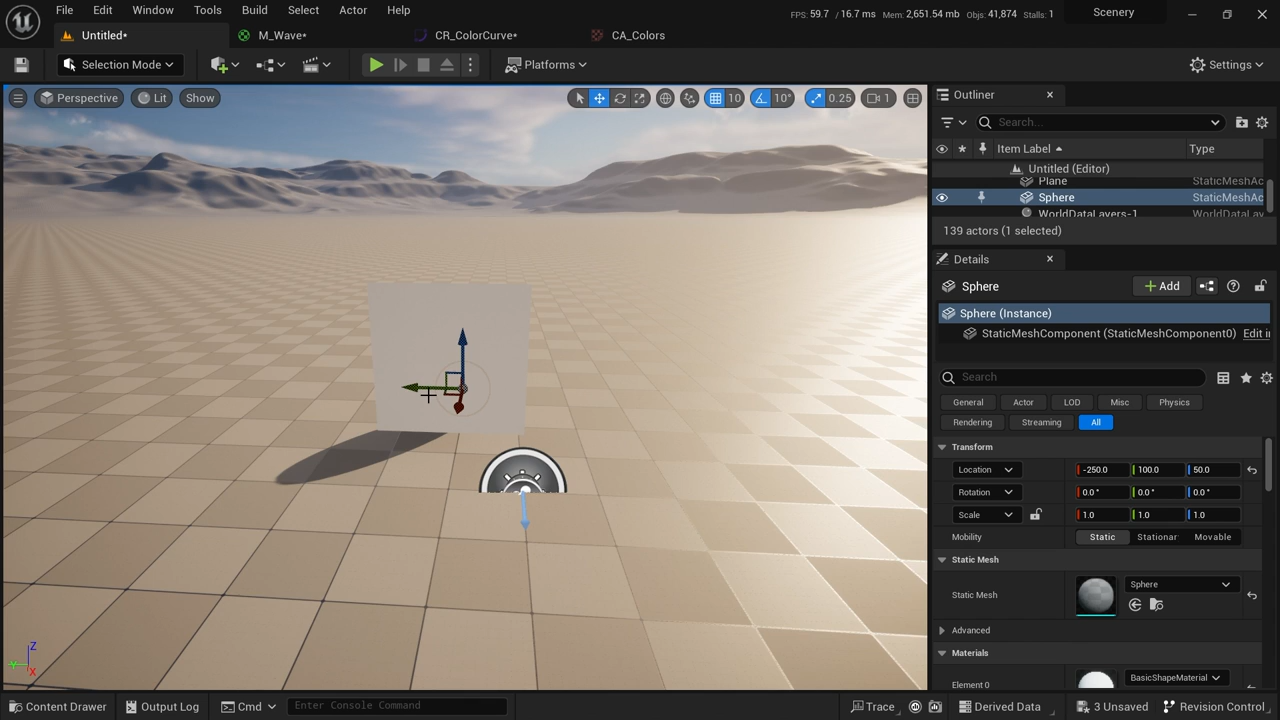 File Edit Window Tools Build Select Actor Help
FPS: 59.7 / 16.7 ms Mem: 2,651.54 mb Objs: 41,874 Stalls: 1
Scenery
Untitled*
M_Wave*
CR_ColorCurve*
CA_Colors
Selection Mode
Platforms
Settings
Perspective
Lit
Show
10
10°
0.25
1
Outliner
Search...
Item Label
Type
Untitled (Editor)
Plane StaticMeshAc
Sphere StaticMeshAc
WorldDataLayers-1 WorldDataLay
139 actors (1 selected)
Details
Sphere
Add
Sphere (Instance)
StaticMeshComponent (StaticMeshComponent0) Edit in
Search
General Actor LOD Misc Physics
Rendering Streaming All
Transform
Location -250.0 100.0 50.0
Rotation 0.0 ° 0.0 ° 0.0 °
Scale 1.0 1.0 1.0
Mobility Static Stationar Movable
Static Mesh
Static Mesh Sphere
Advanced
Materials
Element 0 BasicShapeMaterial
Z
Y
X
Content Drawer
Output Log
Cmd
Enter Console Command
Trace
Derived Data
3 Unsaved
Revision Control